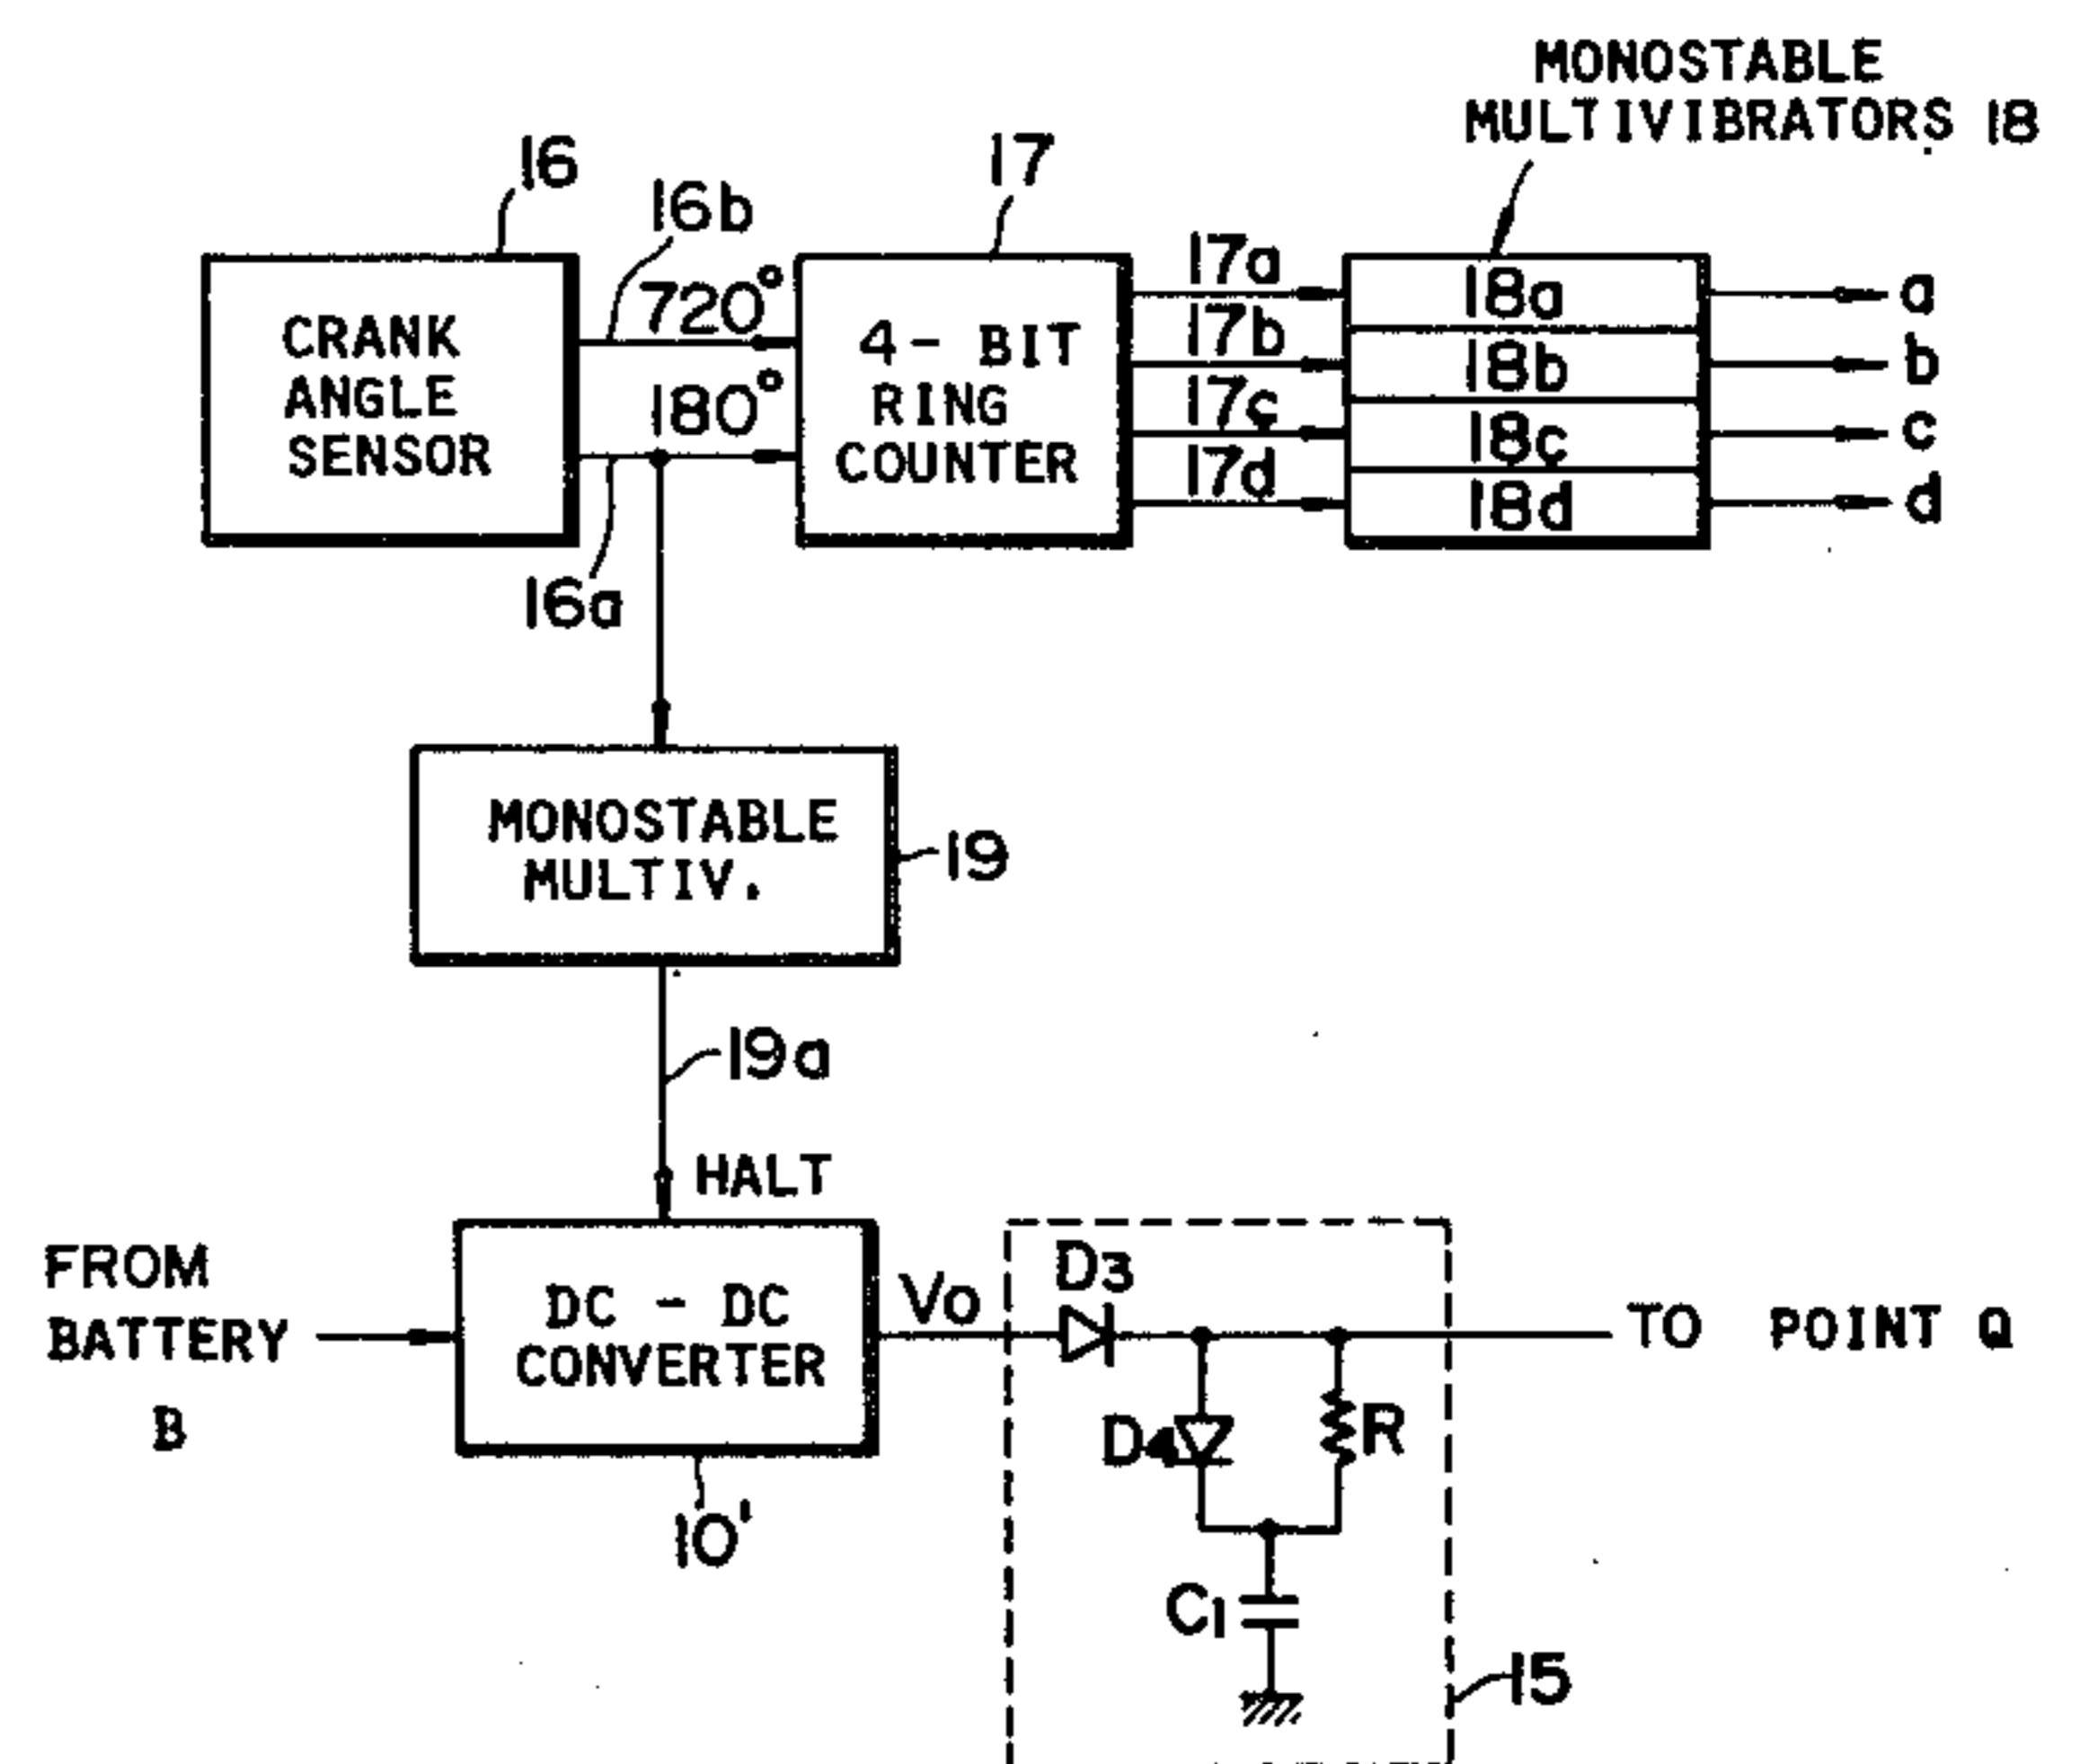 MONOSTABLE
MULTIVIBRATORS 18
16
17
16b
720°
180°
16a
CRANK
ANGLE
SENSOR
4 - BIT
RING
COUNTER
17a
17b
17c
17d
18a
18b
18c
18d
a
b
c
d
MONOSTABLE
MULTIV.
19
19a
HALT
FROM
BATTERY
B
DC - DC
CONVERTER
10'
Vo
D3
D4
R
C1
15
TO POINT Q